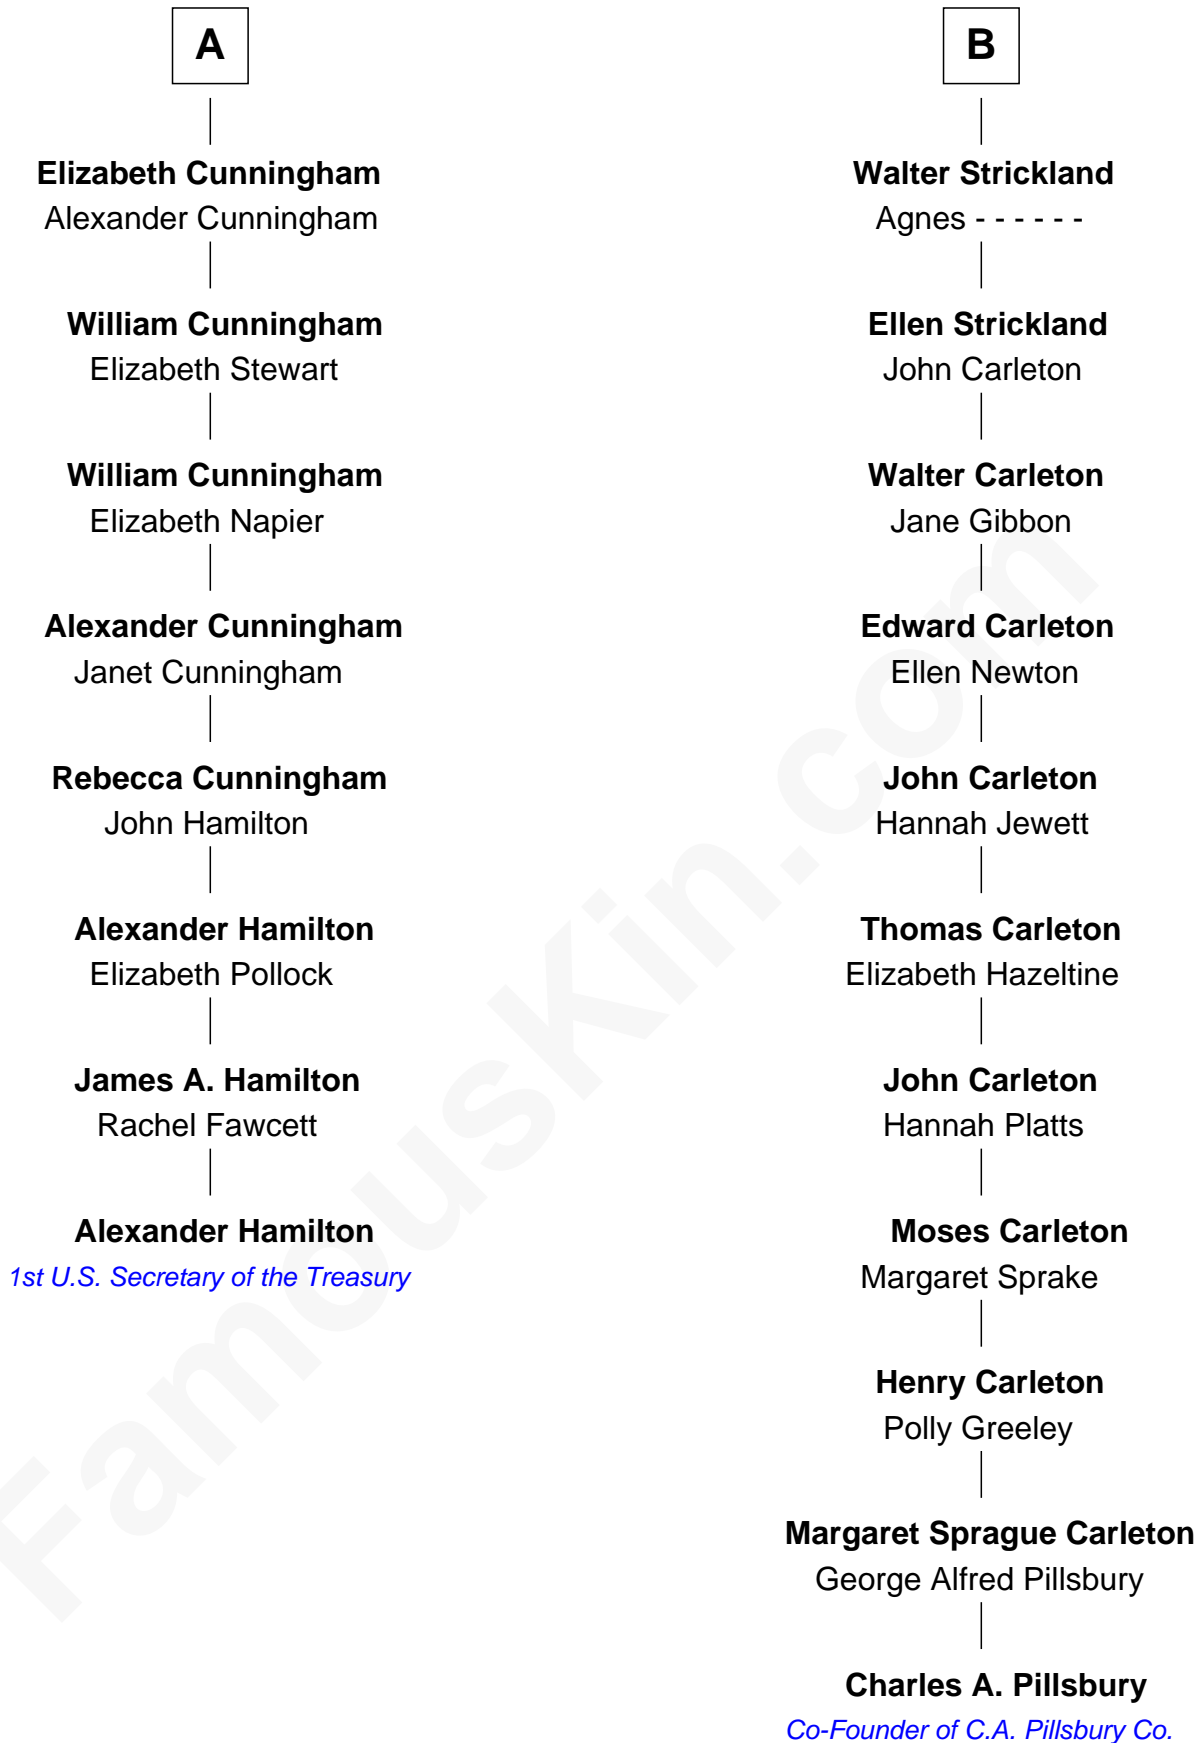 A
Elizabeth Cunningham
Alexander Cunningham
William Cunningham
Elizabeth Stewart
William Cunningham
Elizabeth Napier
Alexander Cunningham
Janet Cunningham
Rebecca Cunningham
John Hamilton
Alexander Hamilton
Elizabeth Pollock
James A. Hamilton
Rachel Fawcett
Alexander Hamilton
1st U.S. Secretary of the Treasury
B
Walter Strickland
Agnes - - - - - -
Ellen Strickland
John Carleton
Walter Carleton
Jane Gibbon
Edward Carleton
Ellen Newton
John Carleton
Hannah Jewett
Thomas Carleton
Elizabeth Hazeltine
John Carleton
Hannah Platts
Moses Carleton
Margaret Sprake
Henry Carleton
Polly Greeley
Margaret Sprague Carleton
George Alfred Pillsbury
Charles A. Pillsbury
Co-Founder of C.A. Pillsbury Co.
FamousKin.com